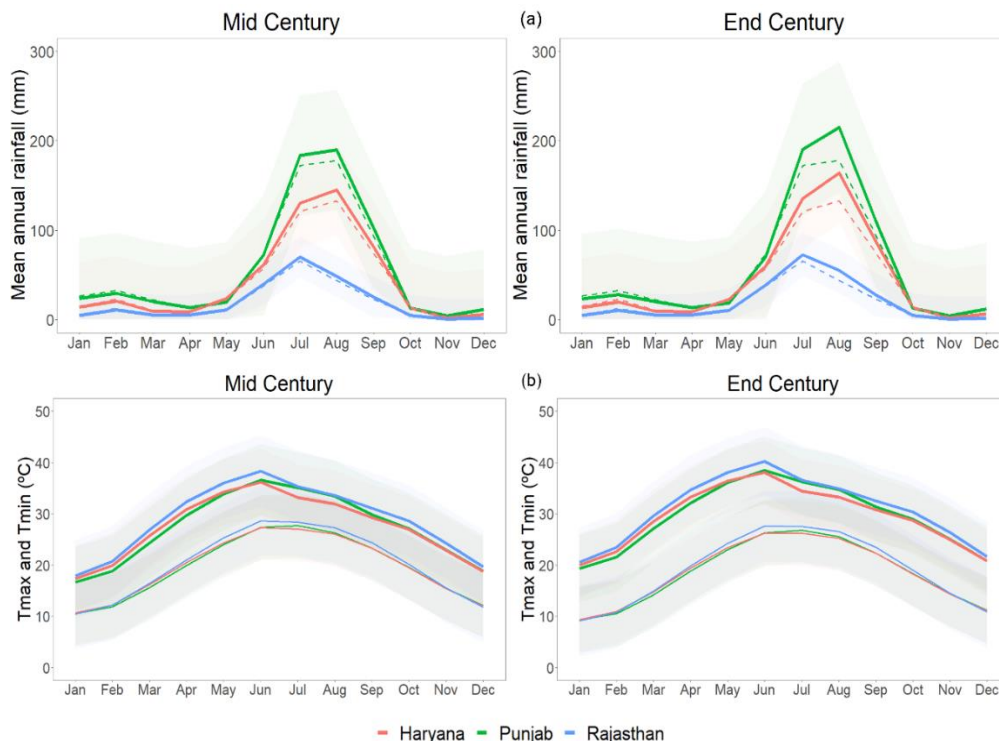 Mid Century (a) End Century
Mean annual rainfall (mm)
300
200
100
0
Jan Feb Mar Apr May Jun Jul Aug Sep Oct Nov Dec
Mean annual rainfall (mm)
300
200
100
0
Jan Feb Mar Apr May Jun Jul Aug Sep Oct Nov Dec
Mid Century (b) End Century
Tmax and Tmin (ºC)
50
40
30
20
10
0
Jan Feb Mar Apr May Jun Jul Aug Sep Oct Nov Dec
Tmax and Tmin (ºC)
50
40
30
20
10
0
Jan Feb Mar Apr May Jun Jul Aug Sep Oct Nov Dec
Haryana Punjab Rajasthan